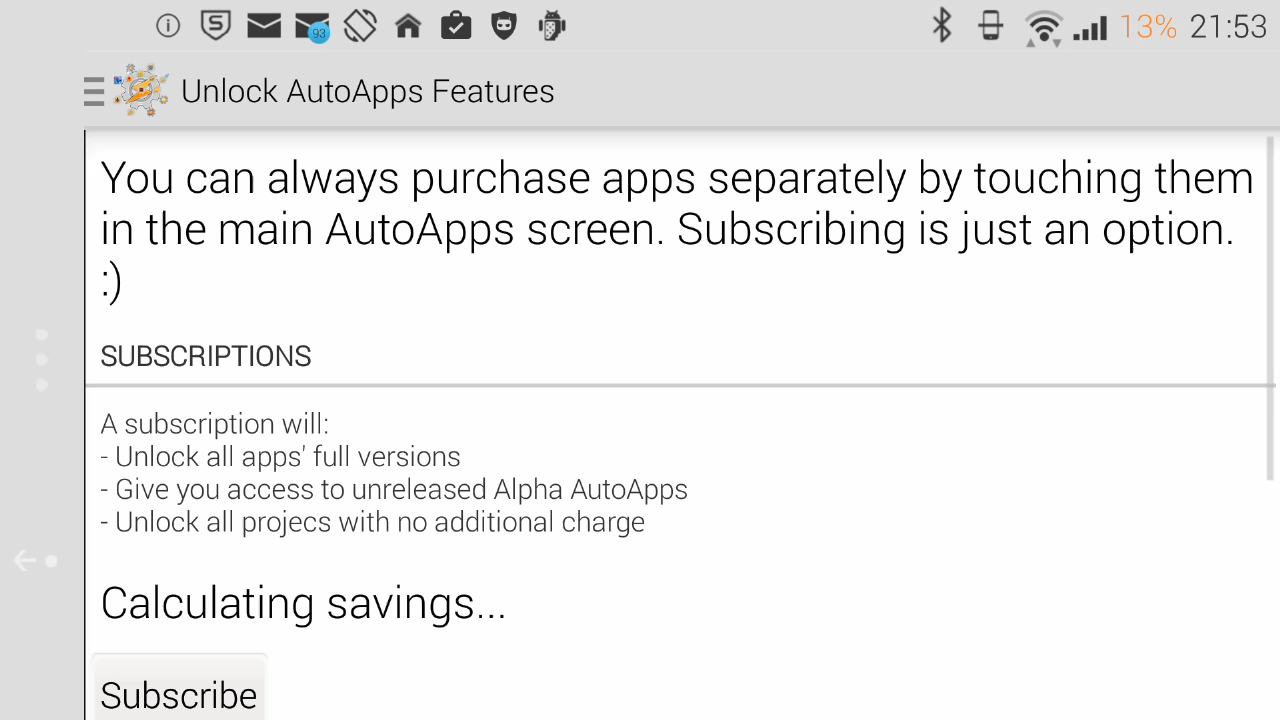 93 13% 21:53
Unlock AutoApps Features
You can always purchase apps separately by touching them
in the main AutoApps screen. Subscribing is just an option.
:)
SUBSCRIPTIONS
A subscription will:
- Unlock all apps' full versions
- Give you access to unreleased Alpha AutoApps
- Unlock all projecs with no additional charge
Calculating savings...
Subscribe